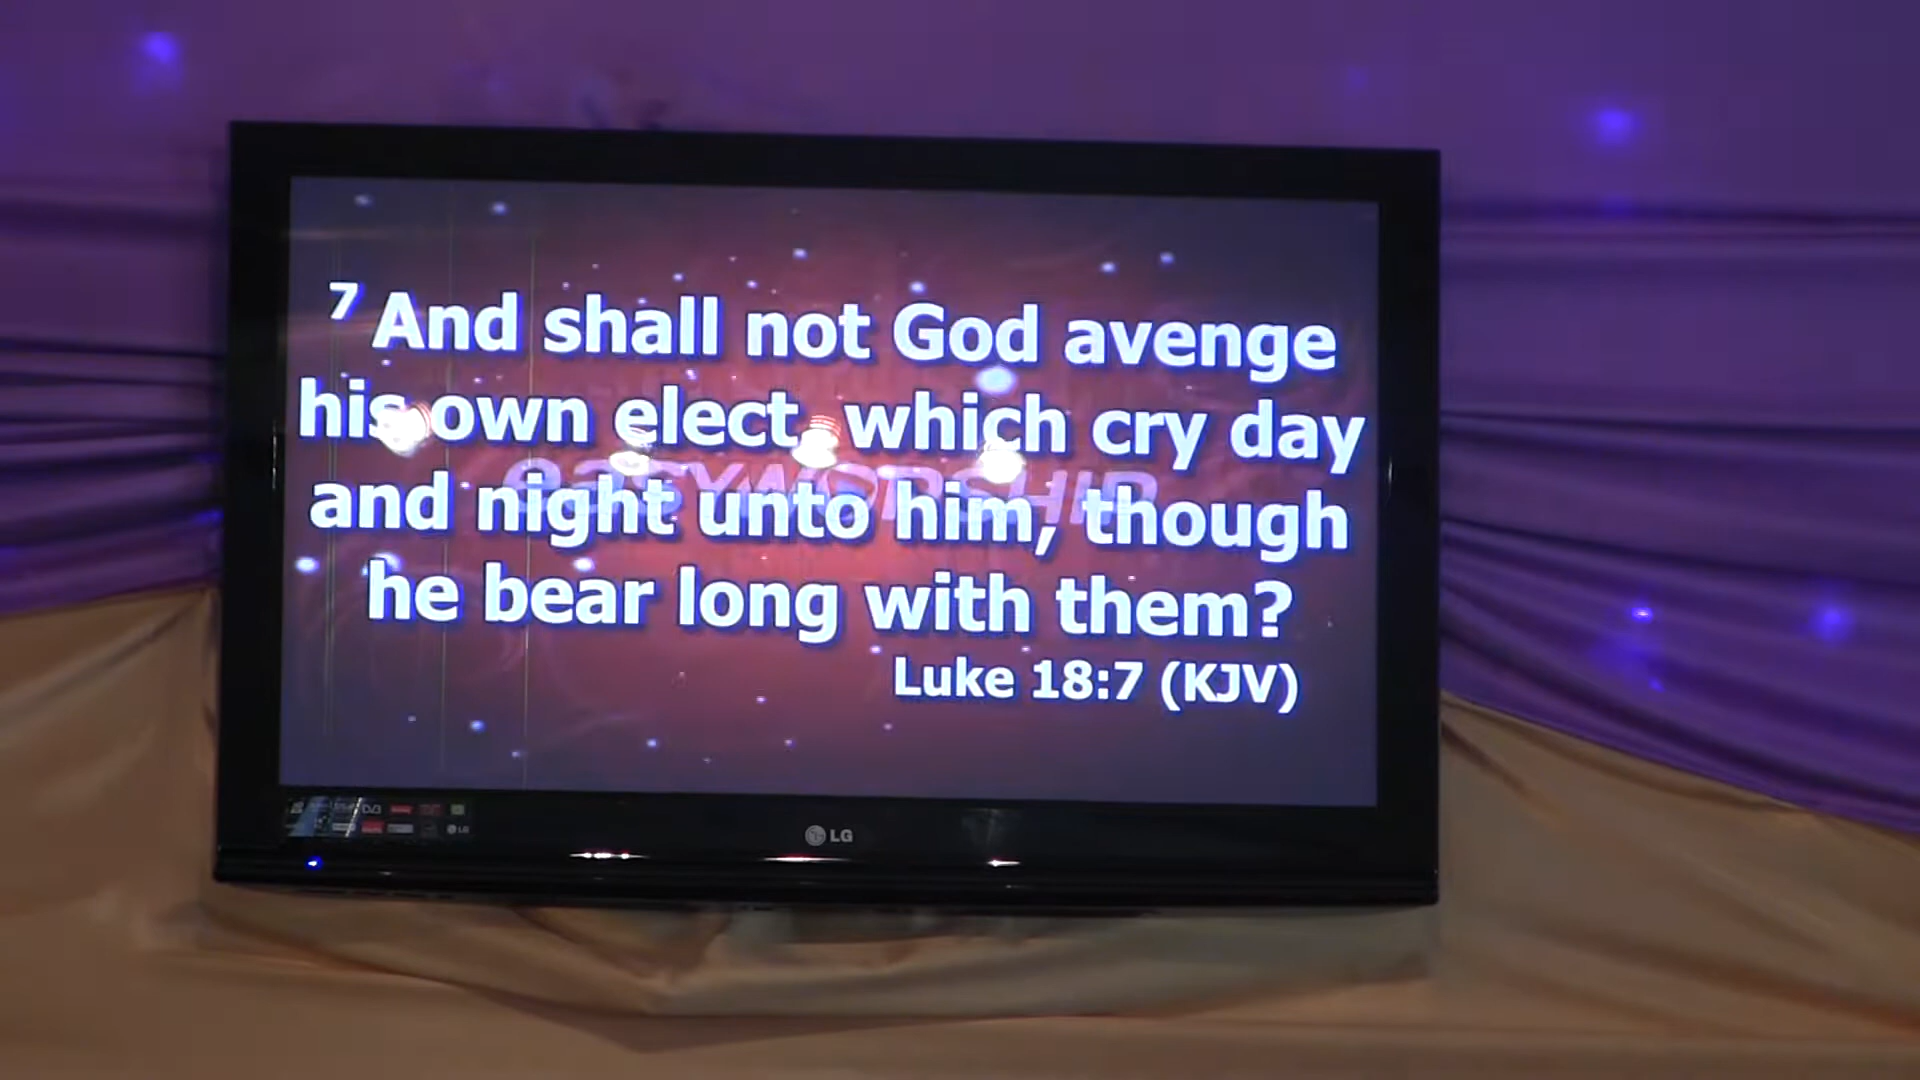 7 And shall not God avenge
his own elect, which cry day
and night unto him, though
he bear long with them?
Luke 18:7 (KJV)
easyworship
LG